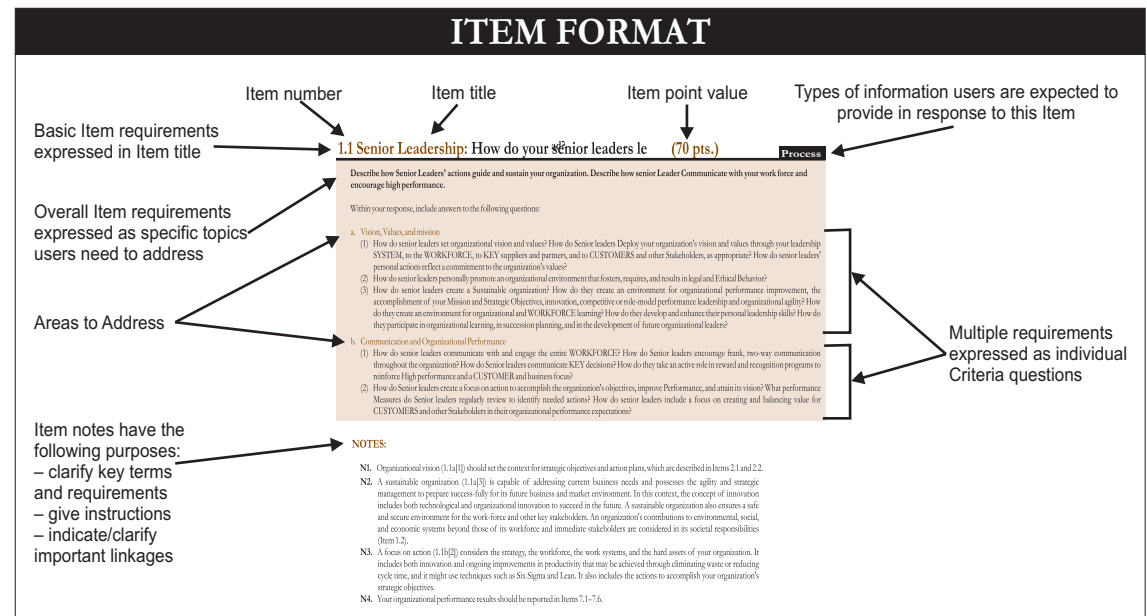 ITEM FORMAT
Item number
Item title
Item point value
Types of information users are expected to
provide in response to this Item
Basic Item requirements
expressed in Item title
1.1 Senior Leadership: How do your senior leaders le (70 pts.)
Process
Describe how Senior Leaders' actions guide and sustain your organization. Describe how senior Leader Communicate with your work force and
encourage high performance.
Within your response, include answers to the following questions:
Overall Item requirements
expressed as specific topics
users need to address
a. Vision, Values, and mission
(1) How do senior leaders set organizational vision and values? How do Senior leaders Deploy your organization's vision and values through your leadership
SYSTEM, to the WORKFORCE, to KEY suppliers and partners, and to CUSTOMERS and other Stakeholders, as appropriate? How do senior leaders'
personal actions reflect a commitment to the organization's values?
(2) How do senior leaders personally promote an organizational environment that fosters, requires, and results in legal and Ethical Behavior?
(3) How do senior leaders create a Sustainable organization? How do they create an environment for organizational performance improvement, the
accomplishment of your Mission and Strategic Objectives, innovation, competitive or role-model performance leadership and organizational agility? How
do they create an environment for organizational and WORKFORCE learning? How do they develop and enhance their personal leadership skills? How do
they participate in organizational learning, in succession planning, and in the development of future organizational leaders?
Areas to Address
b. Communication and Organizational Performance
(1) How do senior leaders communicate with and engage the entire WORKFORCE? How do Senior leaders encourage frank, two-way communication
throughout the organization? How do Senior leaders communicate KEY decisions? How do they take an active role in reward and recognition programs to
reinforce High performance and a CUSTOMER and business focus?
(2) How do Senior leaders create a focus on action to accomplish the organization's objectives, improve Performance, and attain its vision? What performance
Measures do Senior leaders regularly review to identify needed actions? How do senior leaders include a focus on creating and balancing value for
CUSTOMERS and other Stakeholders in their organizational performance expectations?
Multiple requirements
expressed as individual
Criteria questions
Item notes have the
following purposes:
– clarify key terms
and requirements
– give instructions
– indicate/clarify
important linkages
NOTES:
N1. Organizational vision (1.1a[1]) should set the context for strategic objectives and action plans, which are described in Items 2.1 and 2.2.
N2. A sustainable organization (1.1a[3]) is capable of addressing current business needs and possesses the agility and strategic
management to prepare success-fully for its future business and market environment. In this context, the concept of innovation
includes both technological and organizational innovation to succeed in the future. A sustainable organization also ensures a safe
and secure environment for the work-force and other key stakeholders. An organization's contributions to environmental, social,
and economic systems beyond those of its workforce and immediate stakeholders are considered in its societal responsibilities
(Item 1.2).
N3. A focus on action (1.1b[2]) considers the strategy, the workforce, the work systems, and the hard assets of your organization. It
includes both innovation and ongoing improvements in productivity that may be achieved through eliminating waste or reducing
cycle time, and it might use techniques such as Six Sigma and Lean. It also includes the actions to accomplish your organization's
strategic objectives.
N4. Your organizational performance results should be reported in Items 7.1–7.6.